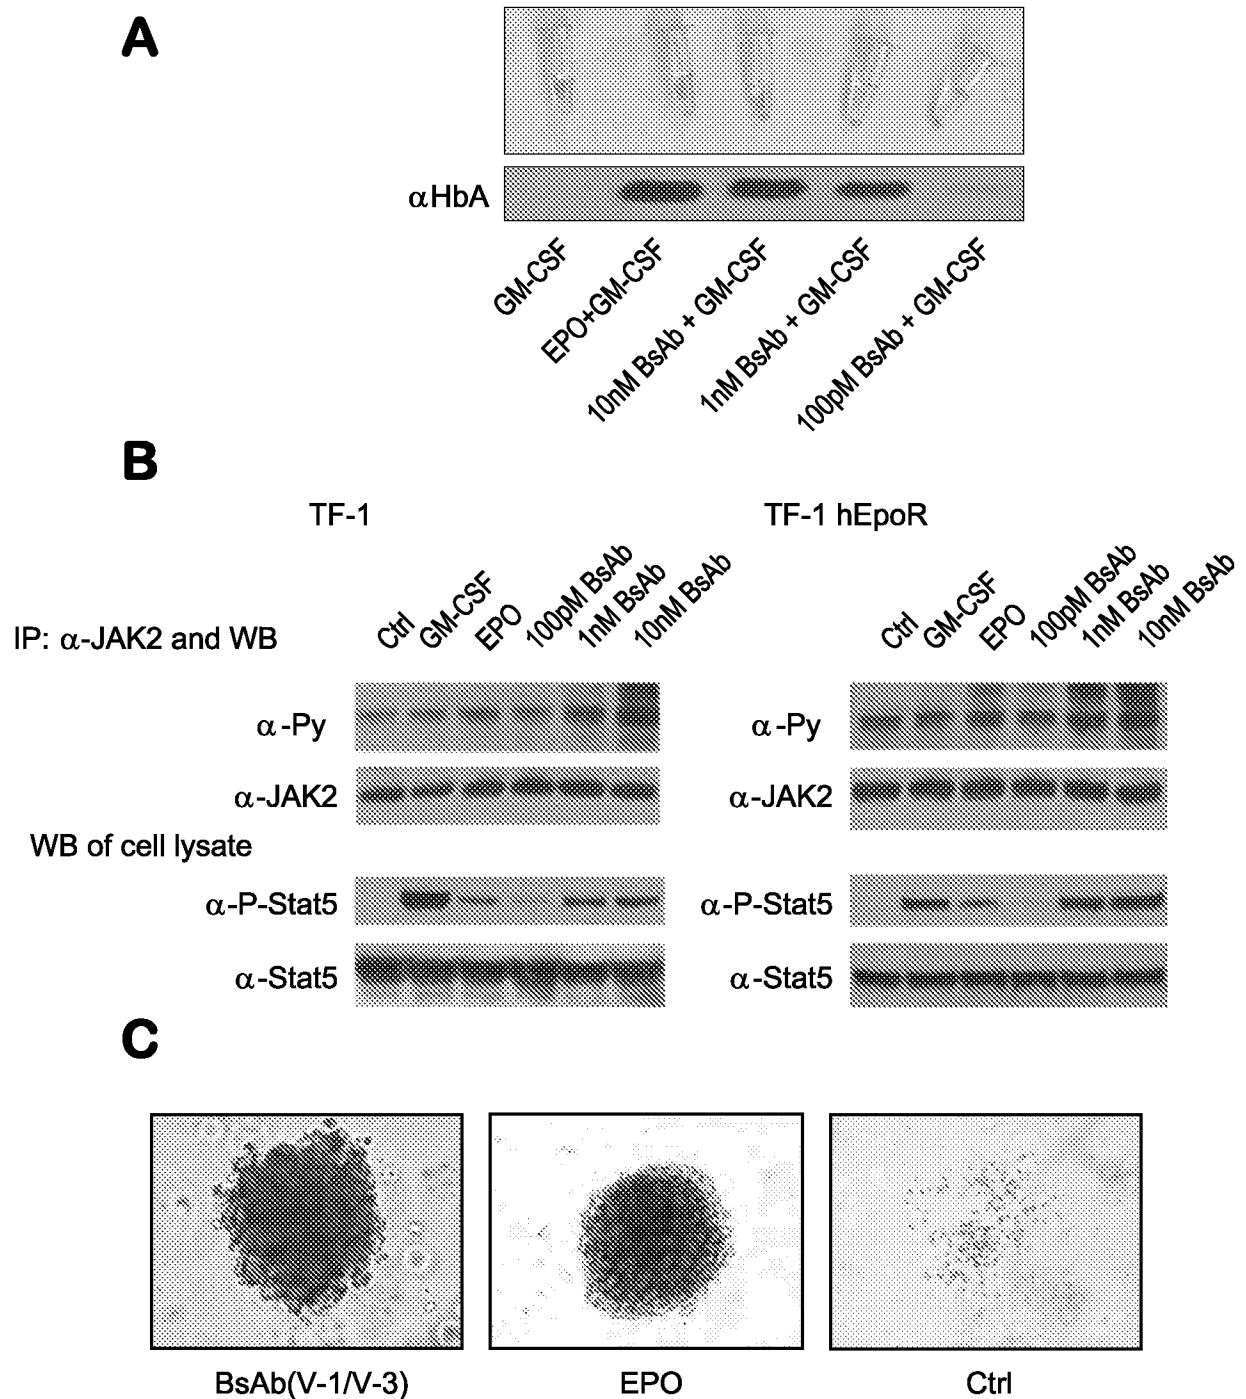 A
αHbA
GM-CSF
EPO+GM-CSF
10nM BsAb + GM-CSF
1nM BsAb + GM-CSF
100pM BsAb + GM-CSF
B
TF-1
TF-1 hEpoR
IP: α-JAK2 and WB
Ctrl
GM-CSF
EPO
100pM BsAb
1nM BsAb
10nM BsAb
Ctrl
GM-CSF
EPO
100pM BsAb
1nM BsAb
10nM BsAb
α-Py
α-Py
α-JAK2
α-JAK2
WB of cell lysate
α-P-Stat5
α-P-Stat5
α-Stat5
α-Stat5
C
BsAb(V-1/V-3)
EPO
Ctrl